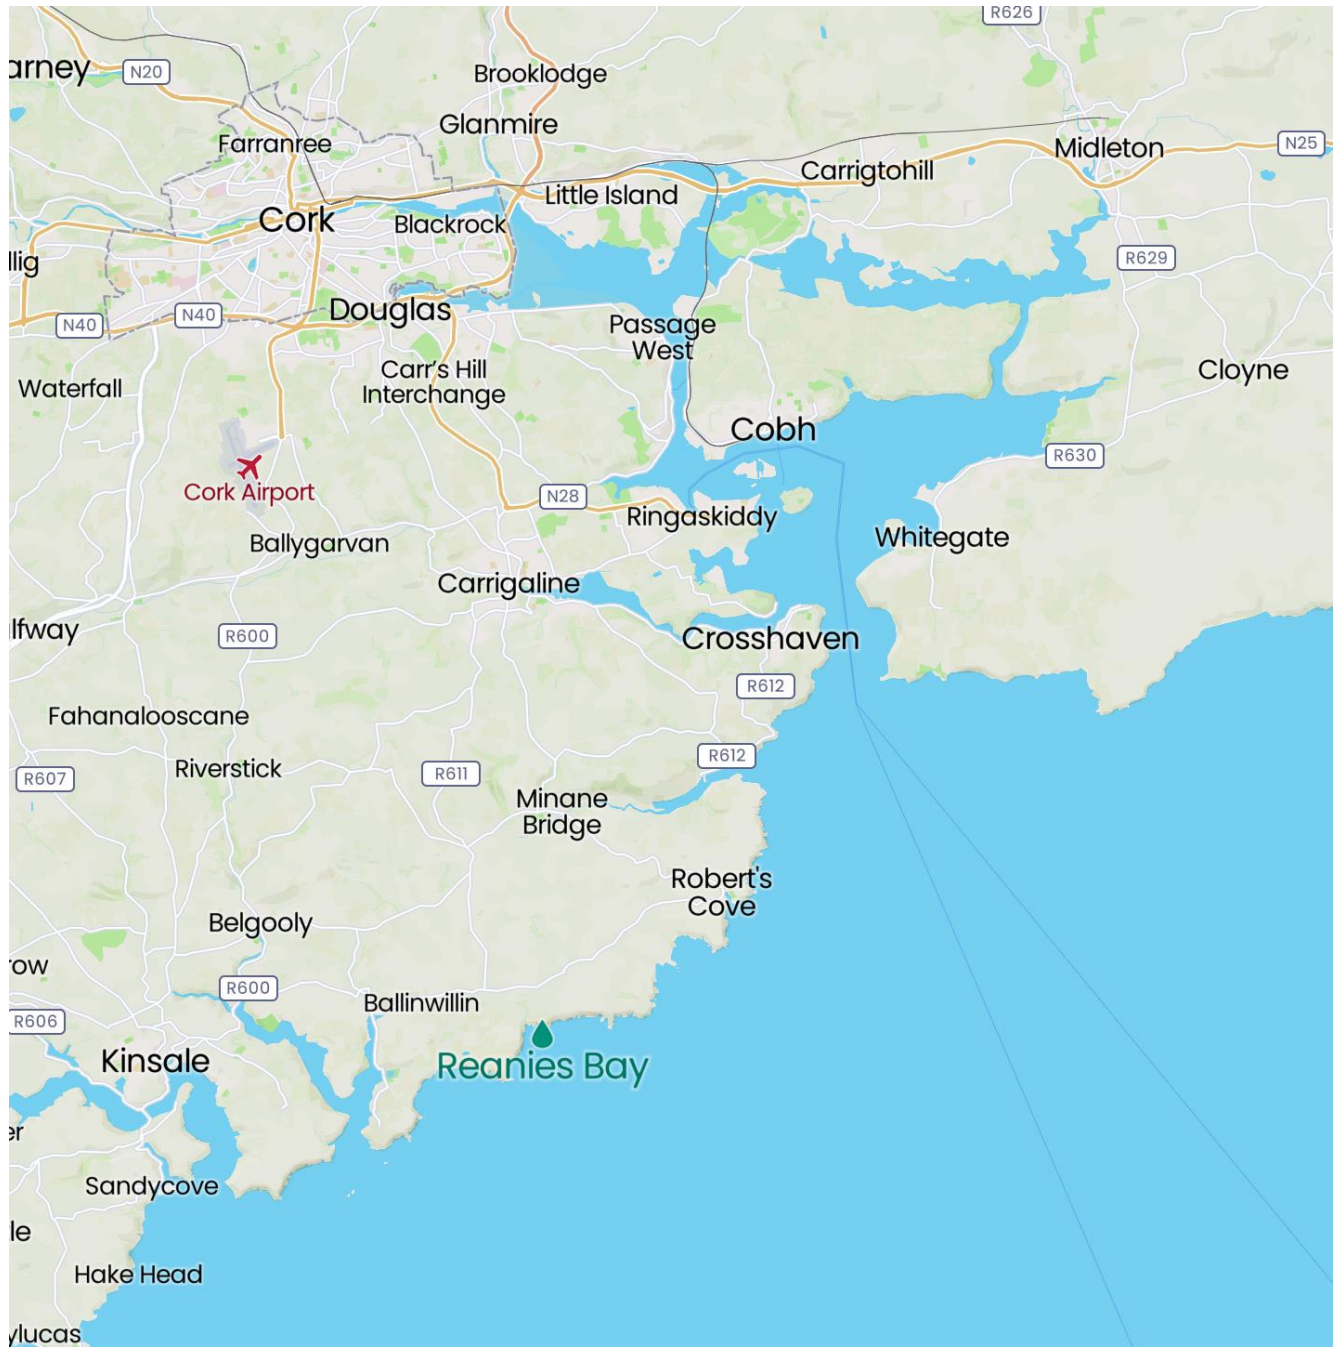 R626
arney
N20
Brooklodge
Glanmire
Farranree
Midleton
N25
Carrigtohill
Little Island
Cork
Blackrock
llig
R629
Douglas
N40
N40
Passage
West
Waterfall
Carr's Hill
Interchange
Cloyne
Cobh
R630
Cork Airport
N28
Ringaskiddy
Whitegate
Ballygarvan
Carrigaline
lfway
R600
Crosshaven
R612
Fahanalooscane
R612
Riverstick
R607
R611
Minane
Bridge
Robert's
Cove
Belgooly
row
R600
Ballinwillin
R606
Kinsale
Reanies Bay
er
Sandycove
le
Hake Head
ylucas